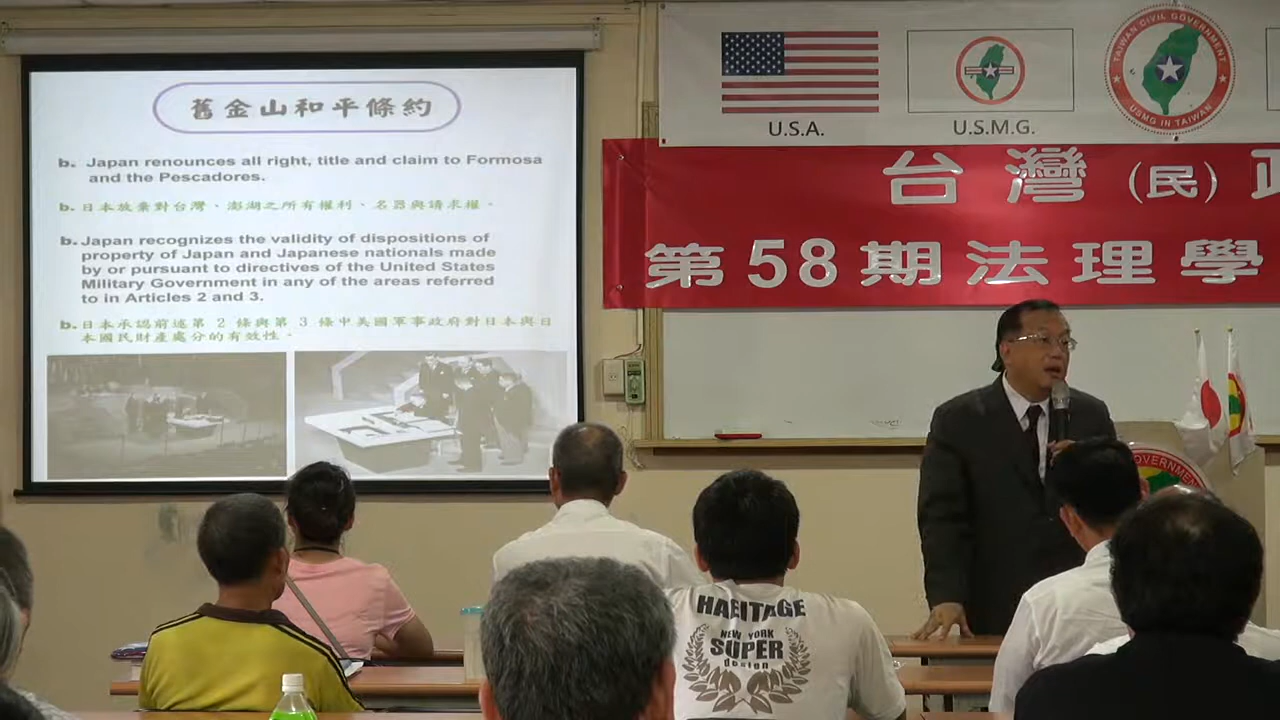 舊金山和平條約
b. Japan renounces all right, title and claim to Formosa
and the Pescadores.
b. 日本放棄對台灣、澎湖之所有權利、名器與請求權。
b. Japan recognizes the validity of dispositions of
property of Japan and Japanese nationals made
by or pursuant to directives of the United States
Military Government in any of the areas referred
to in Articles 2 and 3.
b. 日本承認前述第 2 條與第 3 條中美國軍事政府對日本與日
本國民財產處分的有效性。
U.S.A.
U.S.M.G.
TAIWAN CIVIL GOVERNMENT
USMG IN TAIWAN
台灣(民)政
第58期法理學
GOVERNMENT
HABITAGE
NEW YORK
SUPER
design